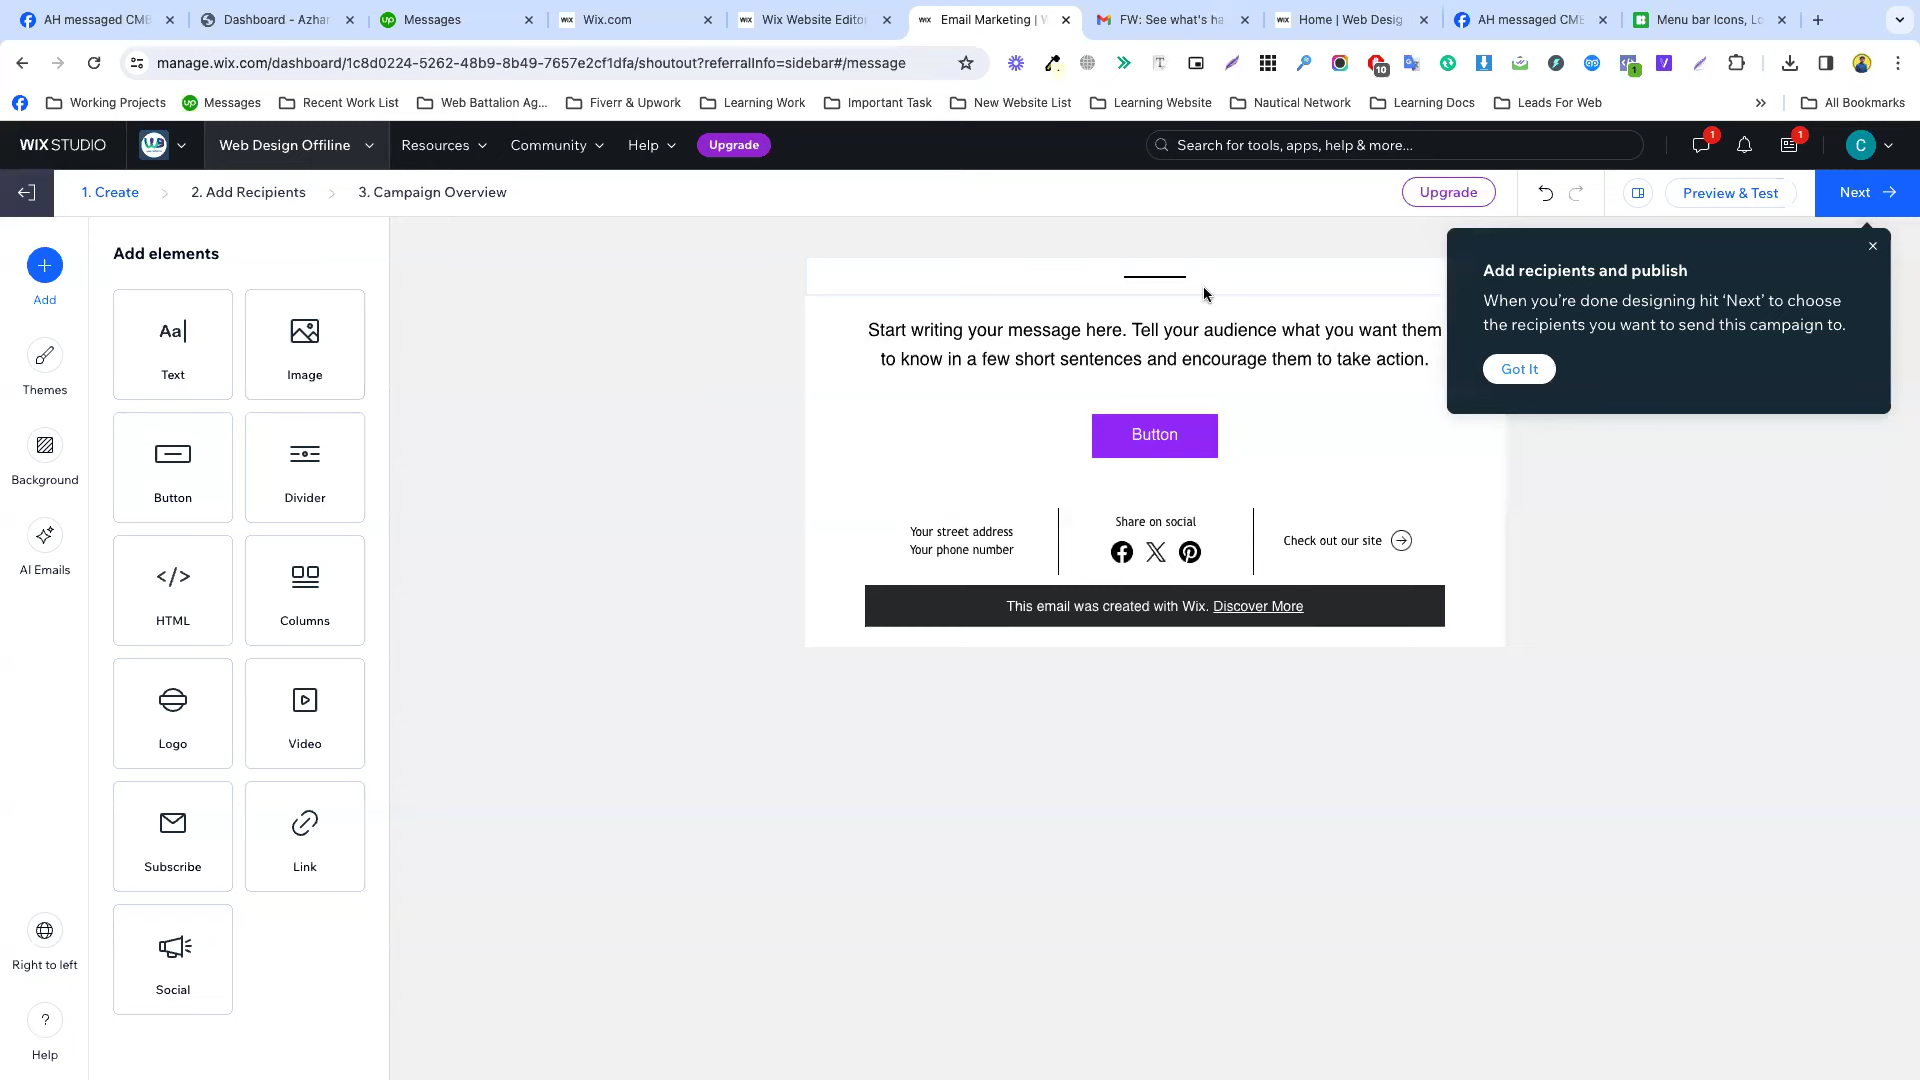 AH messaged CMB
Dashboard - Azhar
Messages
Wix.com
Wix Website Editor
Email Marketing | W
FW: See what's ha
Home | Web Desig
AH messaged CMB
Menu bar Icons, Lo
manage.wix.com/dashboard/1c8d0224-5262-48b9-8b49-7657e2cf1dfa/shoutout?referralInfo=sidebar#/message
10
1
Working Projects
Messages
Recent Work List
Web Battalion Ag...
Fiverr & Upwork
Learning Work
Important Task
New Website List
Learning Website
Nautical Network
Learning Docs
Leads For Web
All Bookmarks
WIX STUDIO
Web Design Offiline
Resources
Community
Help
Upgrade
Search for tools, apps, help & more...
1
1
C
1. Create
2. Add Recipients
3. Campaign Overview
Upgrade
Preview & Test
Next
Add
Themes
Background
AI Emails
Right to left
Help
Add elements
Text
Image
Button
Divider
HTML
Columns
Logo
Video
Subscribe
Link
Social
Start writing your message here. Tell your audience what you want them
to know in a few short sentences and encourage them to take action.
Button
Your street address
Your phone number
Share on social
Check out our site
This email was created with Wix. Discover More
Add recipients and publish
When you're done designing hit 'Next' to choose
the recipients you want to send this campaign to.
Got It